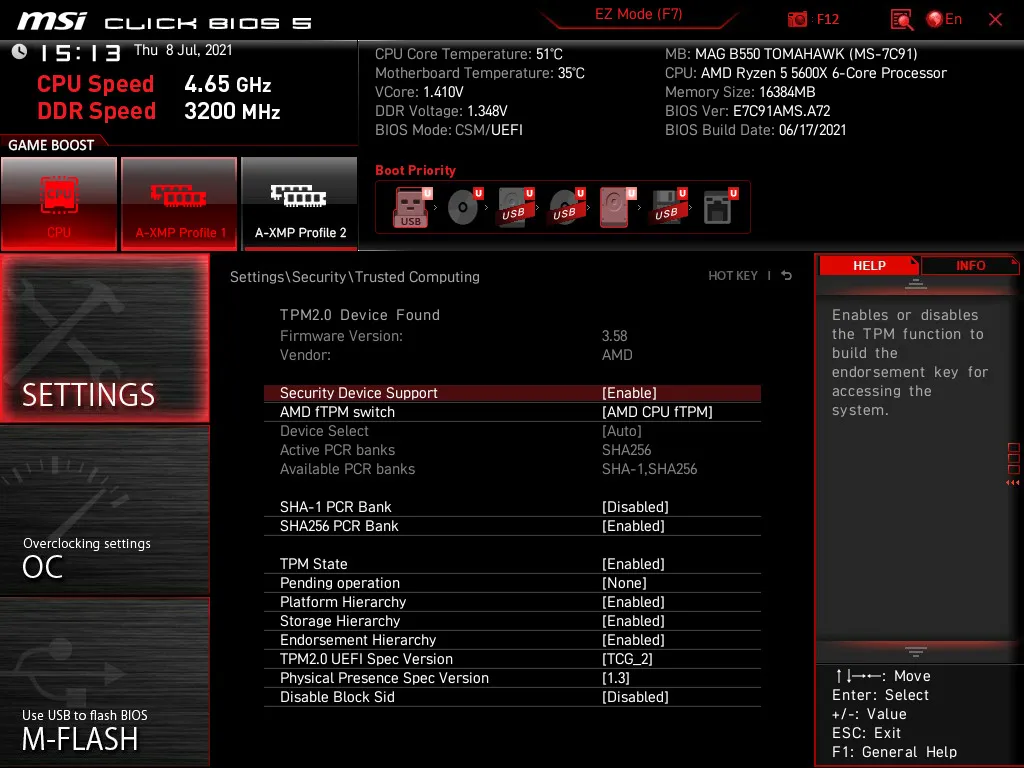 msi CLICK BIOS 5
EZ Mode (F7)
: F12
En
15:13 Thu 8 Jul, 2021
CPU Speed 4.65 GHz
DDR Speed 3200 MHz
CPU Core Temperature: 51°C
Motherboard Temperature: 35°C
VCore: 1.410V
DDR Voltage: 1.348V
BIOS Mode: CSM/UEFI
MB: MAG B550 TOMAHAWK (MS-7C91)
CPU: AMD Ryzen 5 5600X 6-Core Processor
Memory Size: 16384MB
BIOS Ver: E7C91AMS.A72
BIOS Build Date: 06/17/2021
GAME BOOST
CPU
CPU
A-XMP Profile 1
A-XMP Profile 2
Boot Priority
USB U
U
USB U
USB U
U
USB U
U
SETTINGS
Overclocking settings
OC
Use USB to flash BIOS
M-FLASH
Settings\Security\Trusted Computing
HOT KEY |
TPM2.0 Device Found
Firmware Version: 3.58
Vendor: AMD
Security Device Support [Enable]
AMD fTPM switch [AMD CPU fTPM]
Device Select [Auto]
Active PCR banks SHA256
Available PCR banks SHA-1,SHA256
SHA-1 PCR Bank [Disabled]
SHA256 PCR Bank [Enabled]
TPM State [Enabled]
Pending operation [None]
Platform Hierarchy [Enabled]
Storage Hierarchy [Enabled]
Endorsement Hierarchy [Enabled]
TPM2.0 UEFI Spec Version [TCG_2]
Physical Presence Spec Version [1.3]
Disable Block Sid [Disabled]
HELP
INFO
Enables or disables
the TPM function to
build the
endorsement key for
accessing the
system.
↑↓→←: Move
Enter: Select
+/-: Value
ESC: Exit
F1: General Help